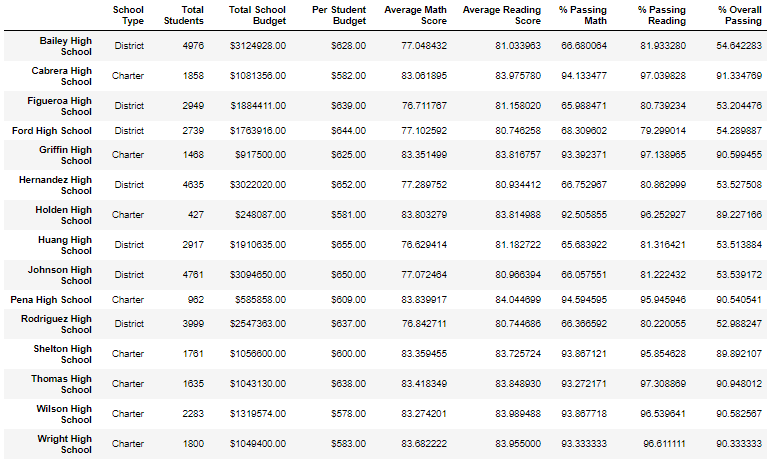 School Type Total Students Total School Budget Per Student Budget Average Math Score Average Reading Score % Passing Math % Passing Reading % Overall Passing
Bailey High School District 4976 $3124928.00 $628.00 77.048432 81.033963 66.680064 81.933280 54.642283
Cabrera High School Charter 1858 $1081356.00 $582.00 83.061895 83.975780 94.133477 97.039828 91.334769
Figueroa High School District 2949 $1884411.00 $639.00 76.711767 81.158020 65.988471 80.739234 53.204476
Ford High School District 2739 $1763916.00 $644.00 77.102592 80.746258 68.309602 79.299014 54.289887
Griffin High School Charter 1468 $917500.00 $625.00 83.351499 83.816757 93.392371 97.138965 90.599455
Hernandez High School District 4635 $3022020.00 $652.00 77.289752 80.934412 66.752967 80.862999 53.527508
Holden High School Charter 427 $248087.00 $581.00 83.803279 83.814988 92.505855 96.252927 89.227166
Huang High School District 2917 $1910635.00 $655.00 76.629414 81.182722 65.683922 81.316421 53.513884
Johnson High School District 4761 $3094650.00 $650.00 77.072464 80.966394 66.057551 81.222432 53.539172
Pena High School Charter 962 $585858.00 $609.00 83.839917 84.044699 94.594595 95.945946 90.540541
Rodriguez High School District 3999 $2547363.00 $637.00 76.842711 80.744686 66.366592 80.220055 52.988247
Shelton High School Charter 1761 $1056600.00 $600.00 83.359455 83.725724 93.867121 95.854628 89.892107
Thomas High School Charter 1635 $1043130.00 $638.00 83.418349 83.848930 93.272171 97.308869 90.948012
Wilson High School Charter 2283 $1319574.00 $578.00 83.274201 83.989488 93.867718 96.539641 90.582567
Wright High School Charter 1800 $1049400.00 $583.00 83.682222 83.955000 93.333333 96.611111 90.333333